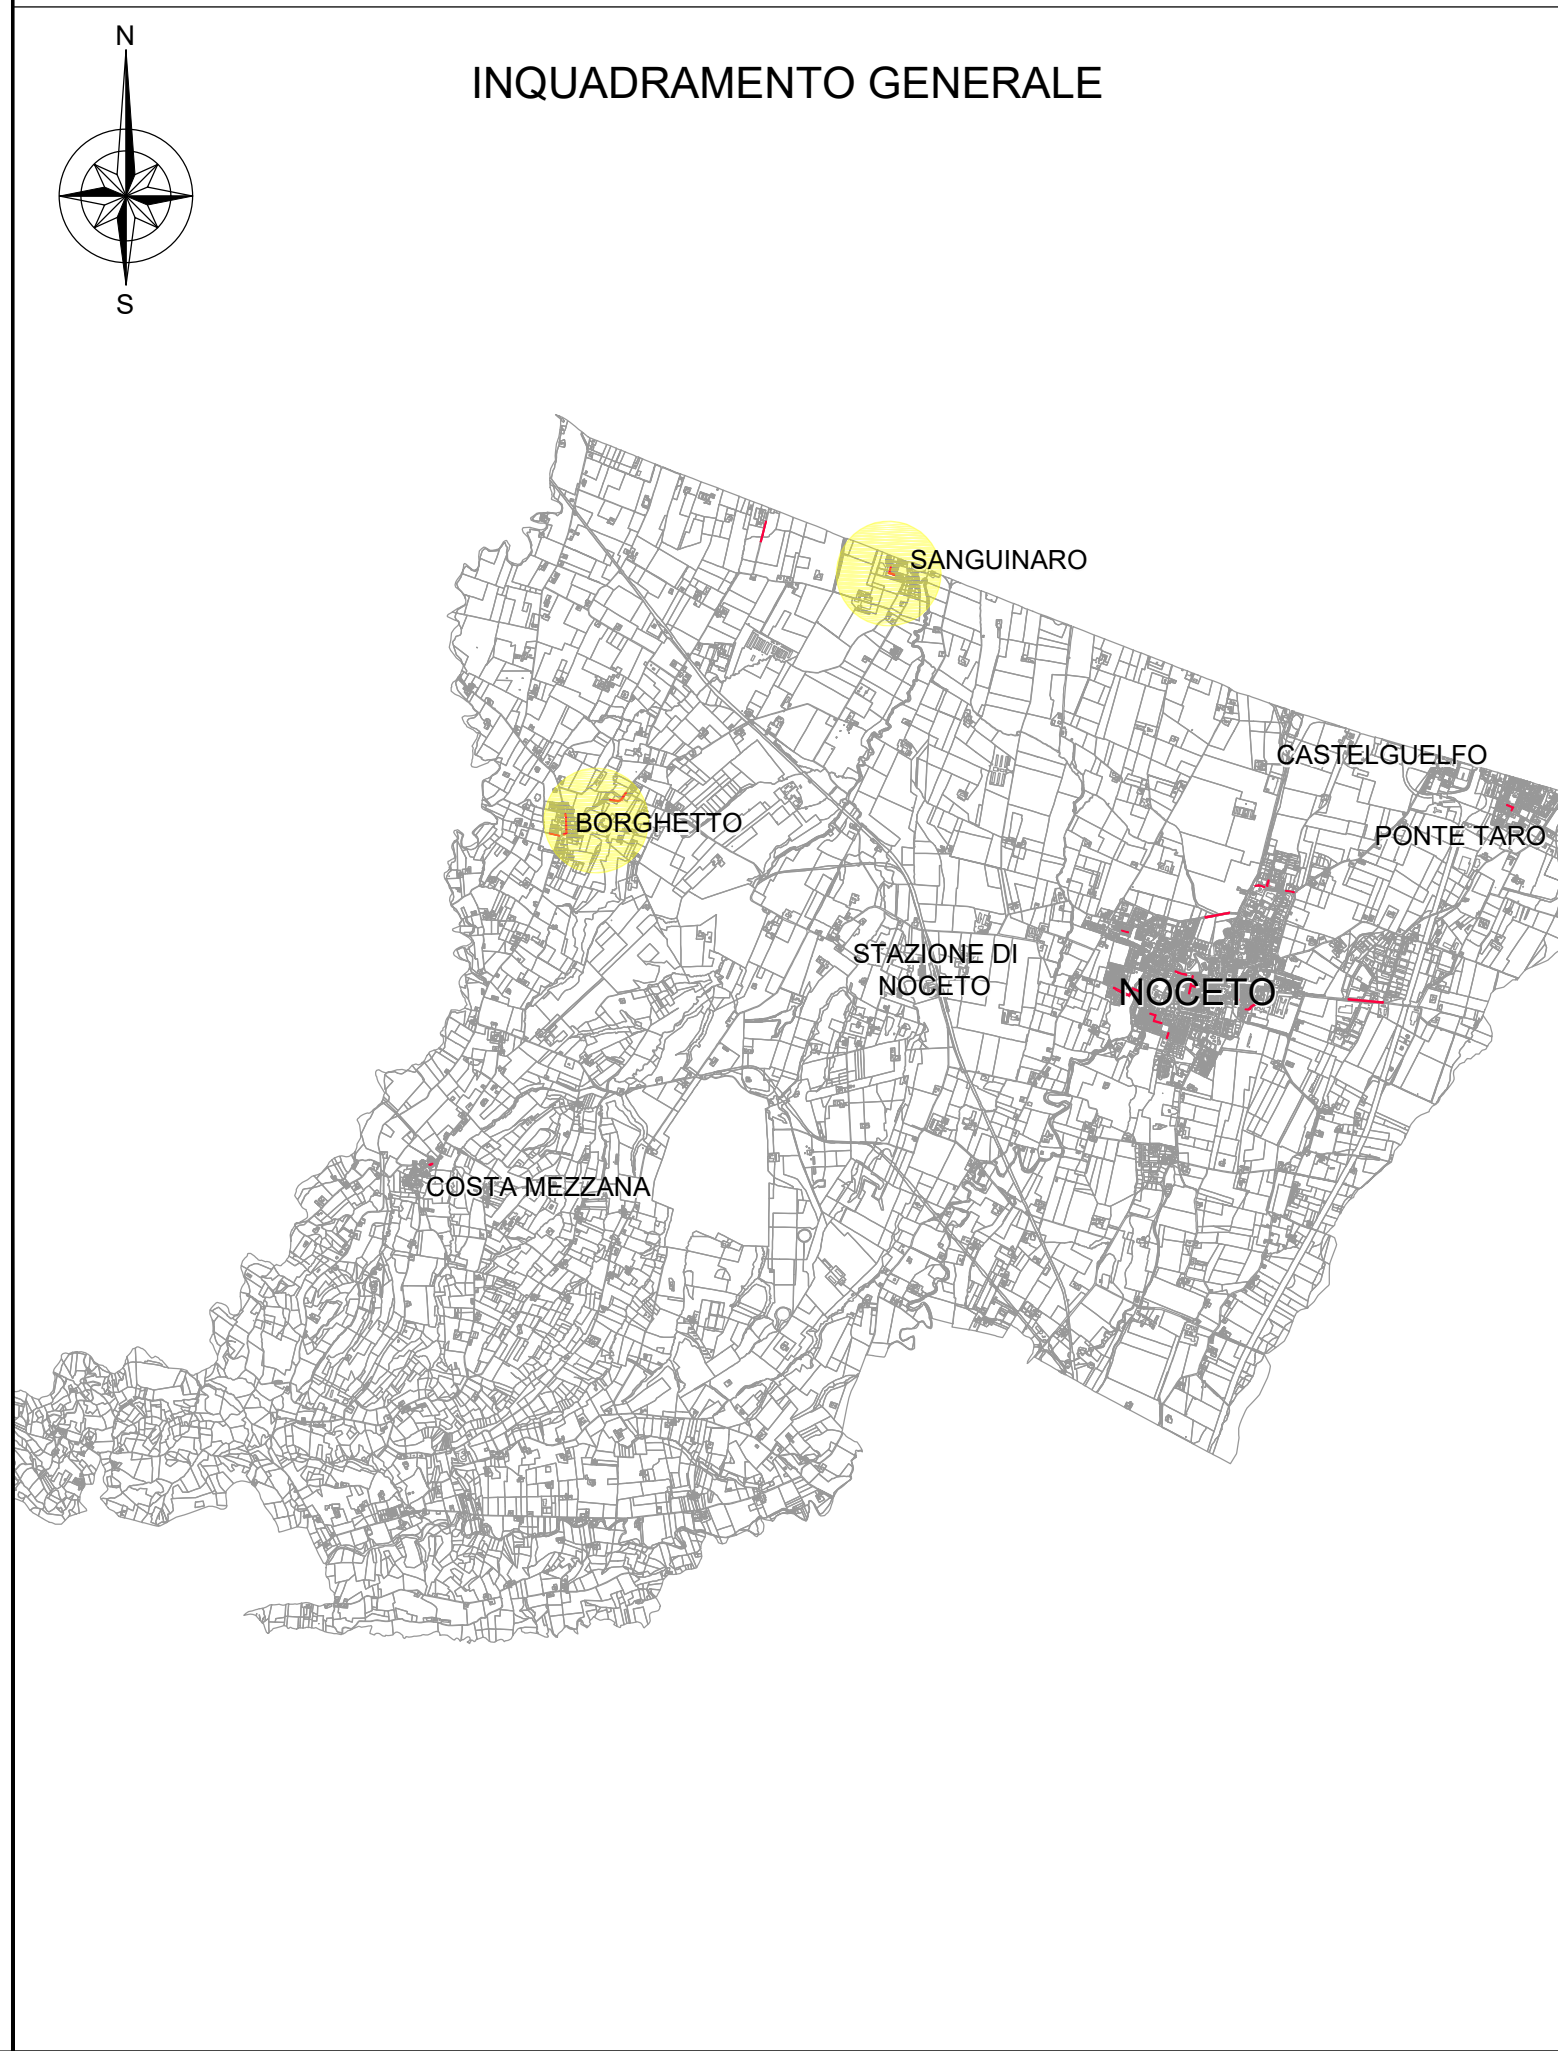 N
INQUADRAMENTO GENERALE
S
SANGUINARO
CASTELGUELFO
BORGHETTO
PONTE TARO
STAZIONE DI
NOCETO
NOCETO
COSTA MEZZANA